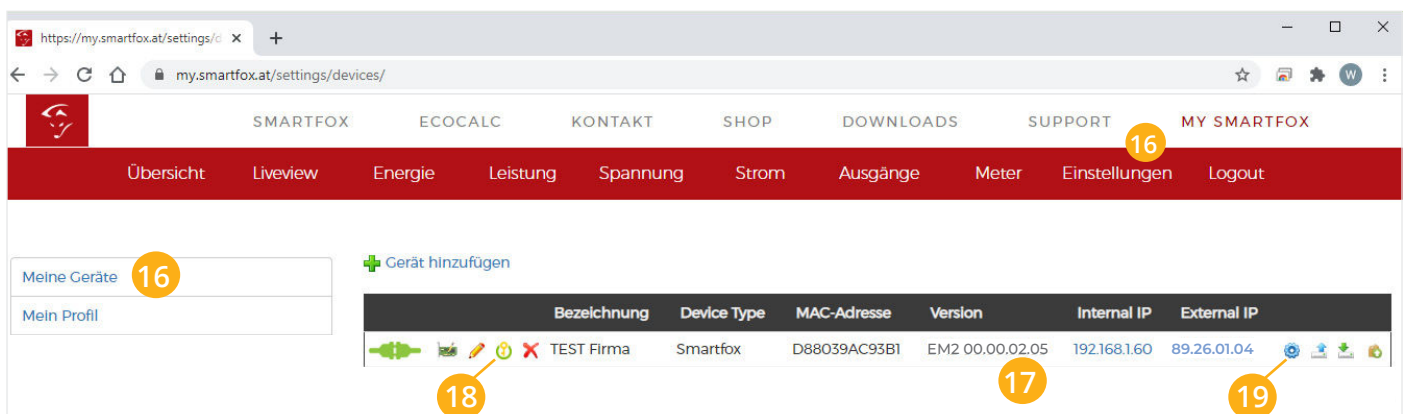 https://my.smartfox.at/settings/d
my.smartfox.at/settings/devices/
W
SMARTFOX ECOCALC KONTAKT SHOP DOWNLOADS SUPPORT MY SMARTFOX
16
Übersicht Liveview Energie Leistung Spannung Strom Ausgänge Meter Einstellungen Logout
Gerät hinzufügen
Meine Geräte 16
Mein Profil
Bezeichnung Device Type MAC-Adresse Version Internal IP External IP
TEST Firma Smartfox D88039AC93B1 EM2 00.00.02.05 192.168.1.60 89.26.01.04
18 17 19